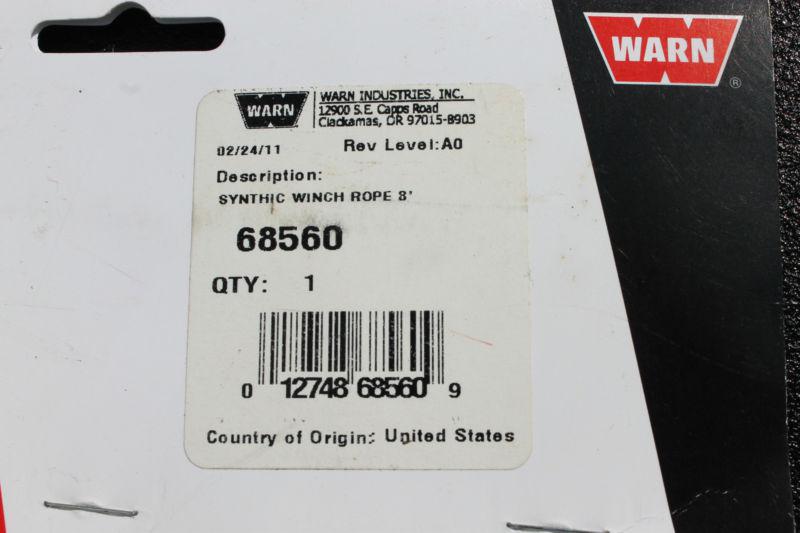 WARN
®
WARN
WARN INDUSTRIES, INC.
12900 S.E. Capps Road
Clackamas, OR 97015-8903
02/24/11 Rev Level:A0
Description:
SYNTHIC WINCH ROPE 8'
68560
QTY: 1
0 12748 68560 9
Country of Origin: United States